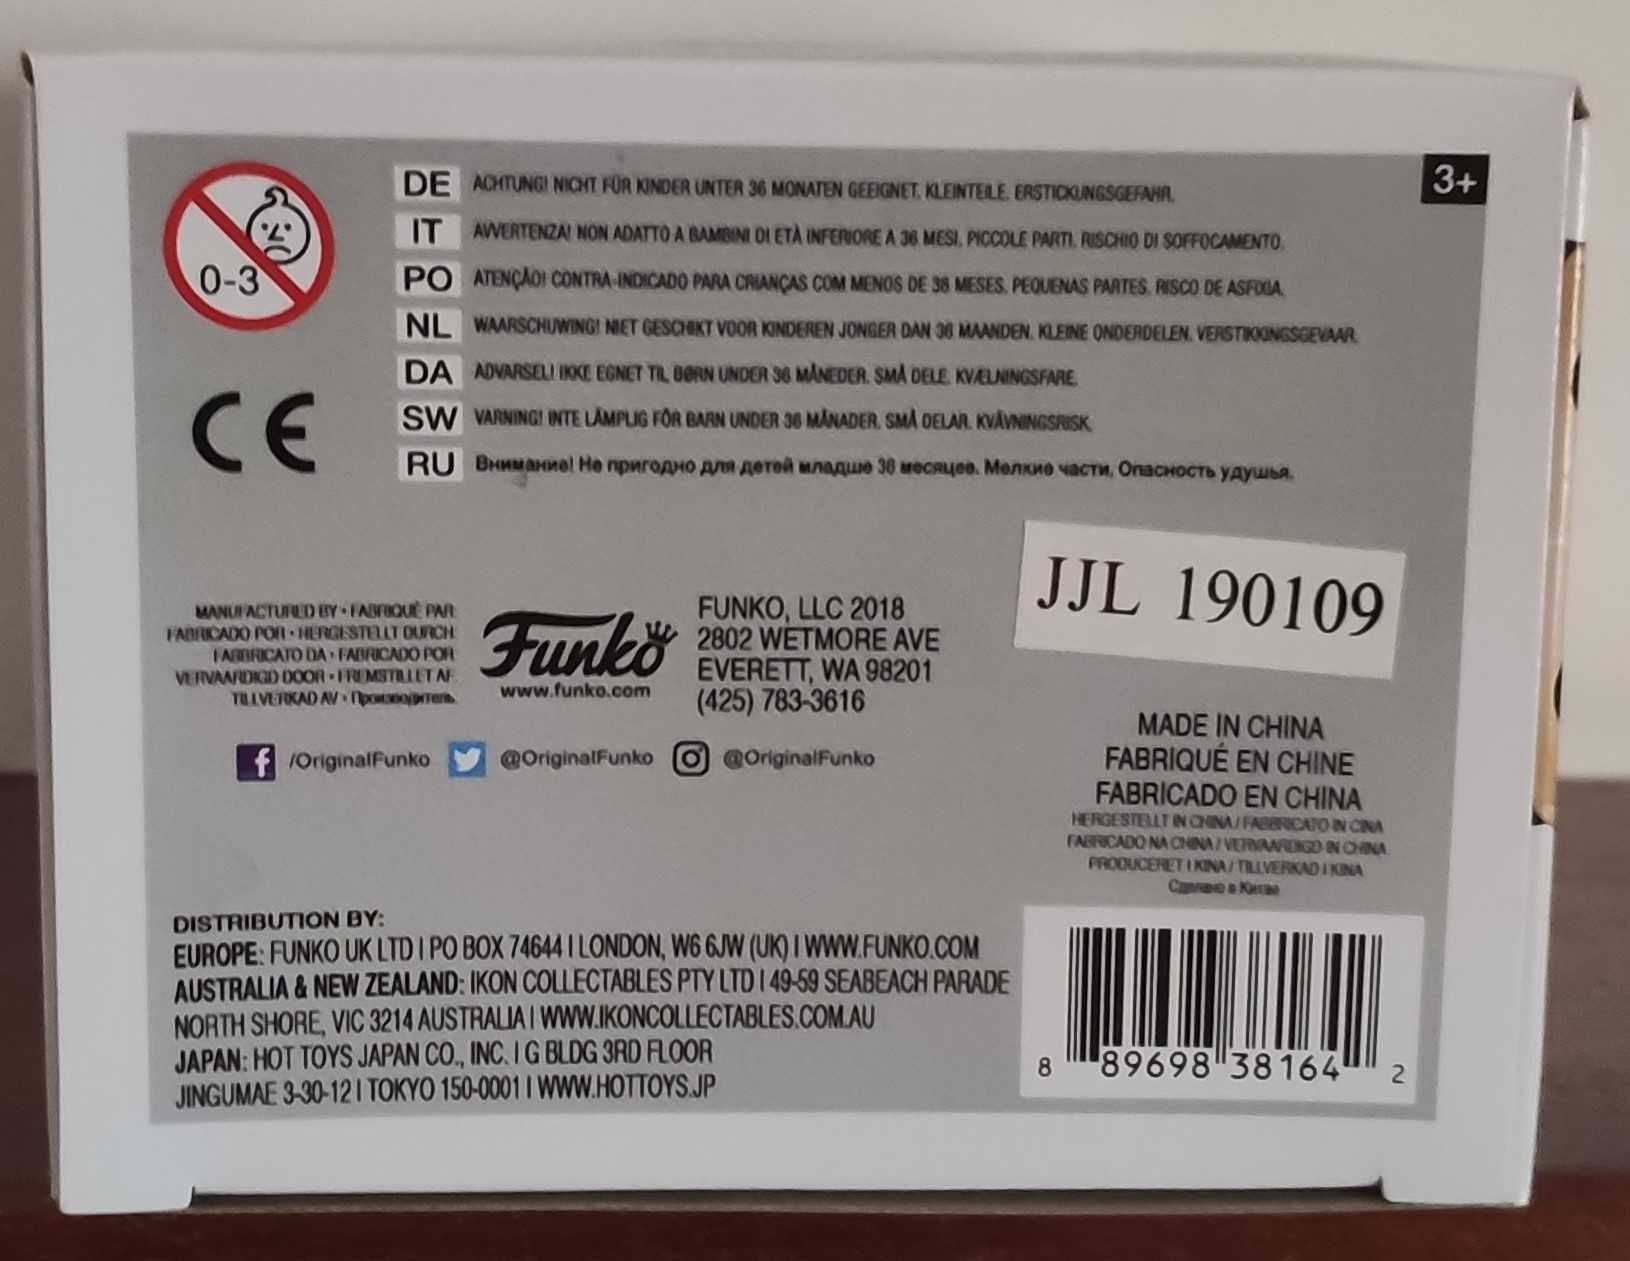 3+
0-3
DE ACHTUNG! NICHT FÜR KINDER UNTER 36 MONATEN GEEIGNET. KLEINTEILE. ERSTICKUNGSGEFAHR.
IT AVVERTENZA! NON ADATTO A BAMBINI DI ETÀ INFERIORE A 36 MESI. PICCOLE PARTI. RISCHIO DI SOFFOCAMENTO.
PO ATENÇÃO! CONTRA-INDICADO PARA CRIANÇAS COM MENOS DE 36 MESES. PEQUENAS PARTES. RISCO DE ASFIXIA.
NL WAARSCHUWING! NIET GESCHIKT VOOR KINDEREN JONGER DAN 36 MAANDEN. KLEINE ONDERDELEN. VERSTIKKINGSGEVAAR.
DA ADVARSEL! IKKE EGNET TIL BØRN UNDER 36 MÅNEDER. SMÅ DELE. KVÆLNINGSFARE.
SW VARNING! INTE LÄMPLIG FÖR BARN UNDER 36 MÅNADER. SMÅ DELAR. KVÄVNINGSRISK.
RU Внимание! Не пригодно для детей младше 36 месяцев. Мелкие части. Опасность удушья.
CE
JJL 190109
MANUFACTURED BY • FABRIQUÉ PAR
FABRICADO POR • HERGESTELLT DURCH
FABBRICATO DA • FABRICADO POR
VERVAARDIGD DOOR • FREMSTILLET AF
TILLVERKAD AV • Производитель
Funko
www.funko.com
FUNKO, LLC 2018
2802 WETMORE AVE
EVERETT, WA 98201
(425) 783-3616
/OriginalFunko @OriginalFunko @OriginalFunko
MADE IN CHINA
FABRIQUÉ EN CHINE
FABRICADO EN CHINA
HERGESTELLT IN CHINA / FABBRICATO IN CINA
FABRICADO NA CHINA / VERVAARDIGD IN CHINA
PRODUCERET I KINA / TILLVERKAD I KINA
Сделано в Китае
DISTRIBUTION BY:
EUROPE: FUNKO UK LTD | PO BOX 74644 | LONDON, W6 6JW (UK) | WWW.FUNKO.COM
AUSTRALIA & NEW ZEALAND: IKON COLLECTABLES PTY LTD | 49-59 SEABEACH PARADE
NORTH SHORE, VIC 3214 AUSTRALIA | WWW.IKONCOLLECTABLES.COM.AU
JAPAN: HOT TOYS JAPAN CO., INC. | G BLDG 3RD FLOOR
JINGUMAE 3-30-12 | TOKYO 150-0001 | WWW.HOTTOYS.JP
8 89698 38164 2